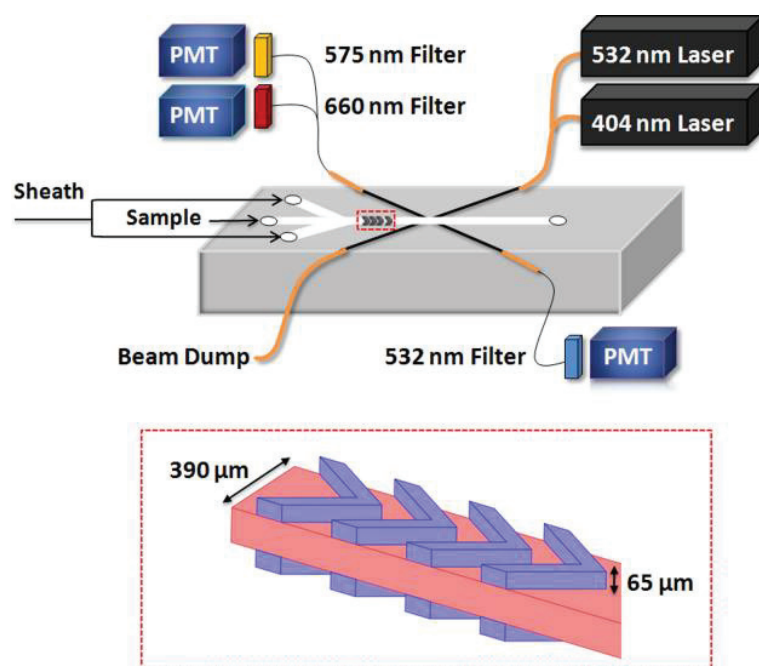 PMT
575 nm Filter
532 nm Laser
PMT
660 nm Filter
404 nm Laser
Sheath
Sample
Beam Dump
532 nm Filter
PMT
390 µm
65 µm